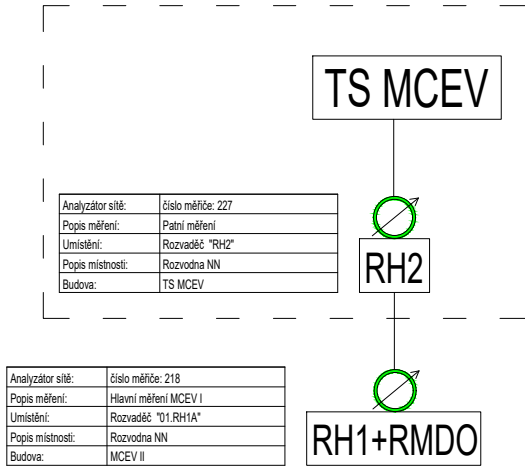 TS MCEV
Analyzátor sítě: číslo měřiče: 227
Popis měření: Patní měření
Umístění: Rozvaděč "RH2"
Popis místnosti: Rozvodna NN
Budova: TS MCEV
RH2
Analyzátor sítě: číslo měřiče: 218
Popis měření: Hlavní měření MCEV I
Umístění: Rozvaděč "01.RH1A"
Popis místnosti: Rozvodna NN
Budova: MCEV II
RH1+RMDO